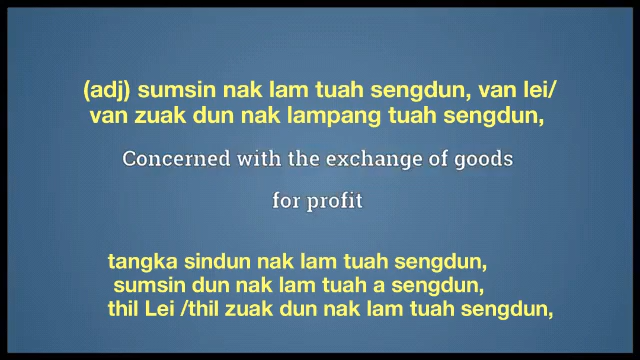 (adj) sumsin nak lam tuah sengdun, van lei/
van zuak dun nak lampang tuah sengdun,
Concerned with the exchange of goods
for profit
tangka sindun nak lam tuah sengdun,
sumsin dun nak lam tuah a sengdun,
thil Lei /thil zuak dun nak lam tuah sengdun,